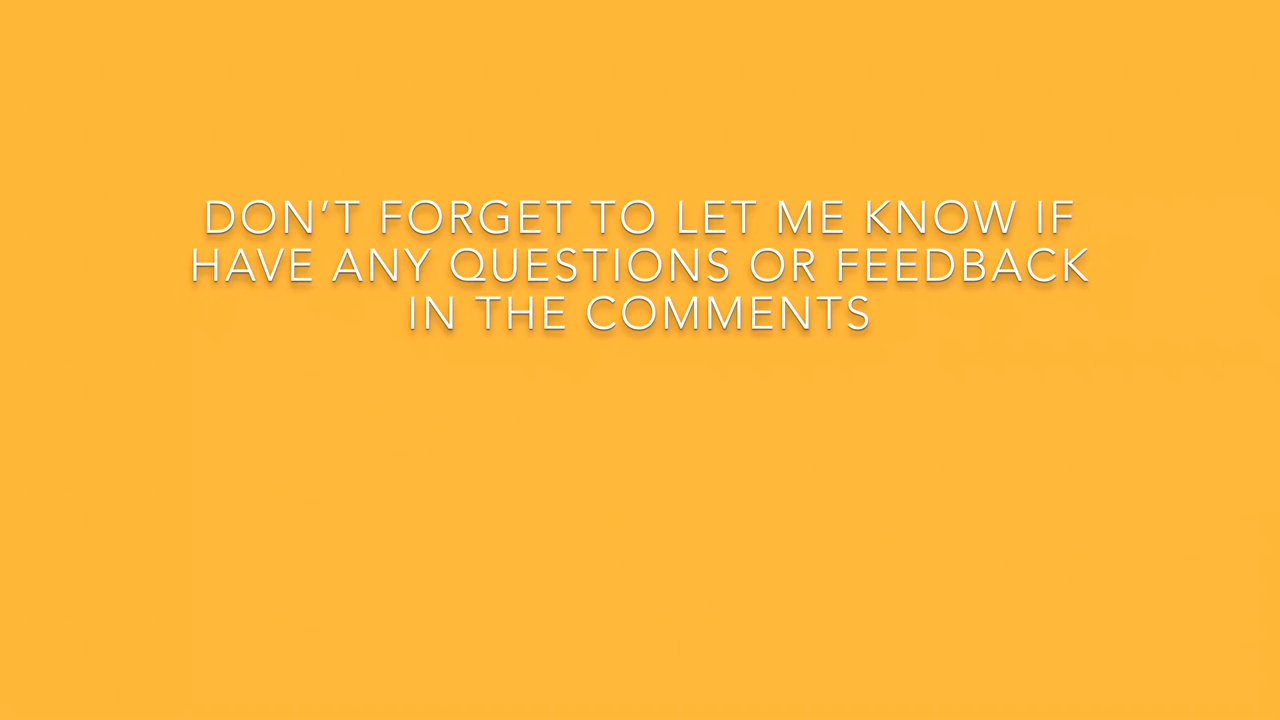 DON’T FORGET TO LET ME KNOW IF
HAVE ANY QUESTIONS OR FEEDBACK
IN THE COMMENTS